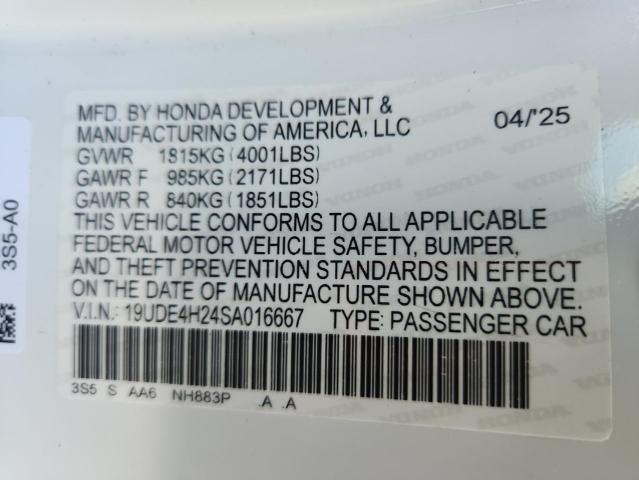 MFD. BY HONDA DEVELOPMENT &
MANUFACTURING OF AMERICA, LLC 04/'25
GVWR 1815KG (4001LBS)
GAWR F 985KG (2171LBS)
GAWR R 840KG (1851LBS)
THIS VEHICLE CONFORMS TO ALL APPLICABLE
FEDERAL MOTOR VEHICLE SAFETY, BUMPER,
AND THEFT PREVENTION STANDARDS IN EFFECT
ON THE DATE OF MANUFACTURE SHOWN ABOVE.
V.I.N.: 19UDE4H24SA016667 TYPE: PASSENGER CAR
3S5 S AA6 NH883P .A .A
3S5-A0
HONDA